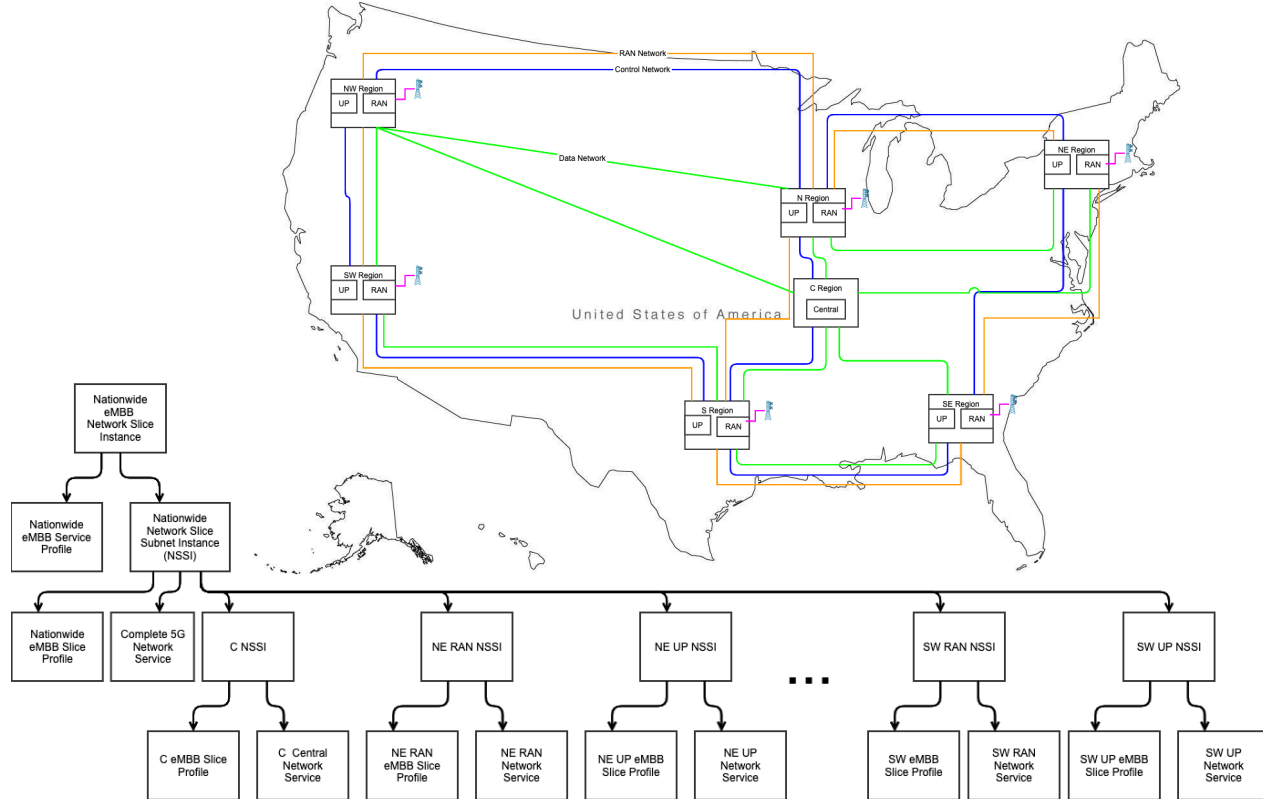 RAN Network
Control Network
NW Region
UP RAN
Data Network
NE Region
UP RAN
N Region
UP RAN
SW Region
UP RAN
C Region
Central
United States of America
S Region
UP RAN
SE Region
UP RAN
Nationwide
eMBB
Network Slice
Instance
Nationwide
eMBB Service
Profile
Nationwide
Network Slice
Subnet Instance
(NSSI)
Nationwide
eMBB Slice
Profile
Complete 5G
Network
Service
C NSSI
NE RAN NSSI
NE UP NSSI
...
SW RAN NSSI
SW UP NSSI
C eMBB Slice
Profile
C Central
Network
Service
NE RAN
eMBB Slice
Profile
NE RAN
Network
Service
NE UP eMBB
Slice Profile
NE UP
Network
Service
SW eMBB
Slice Profile
SW RAN
Network
Service
SW UP eMBB
Slice Profile
SW UP
Network
Service